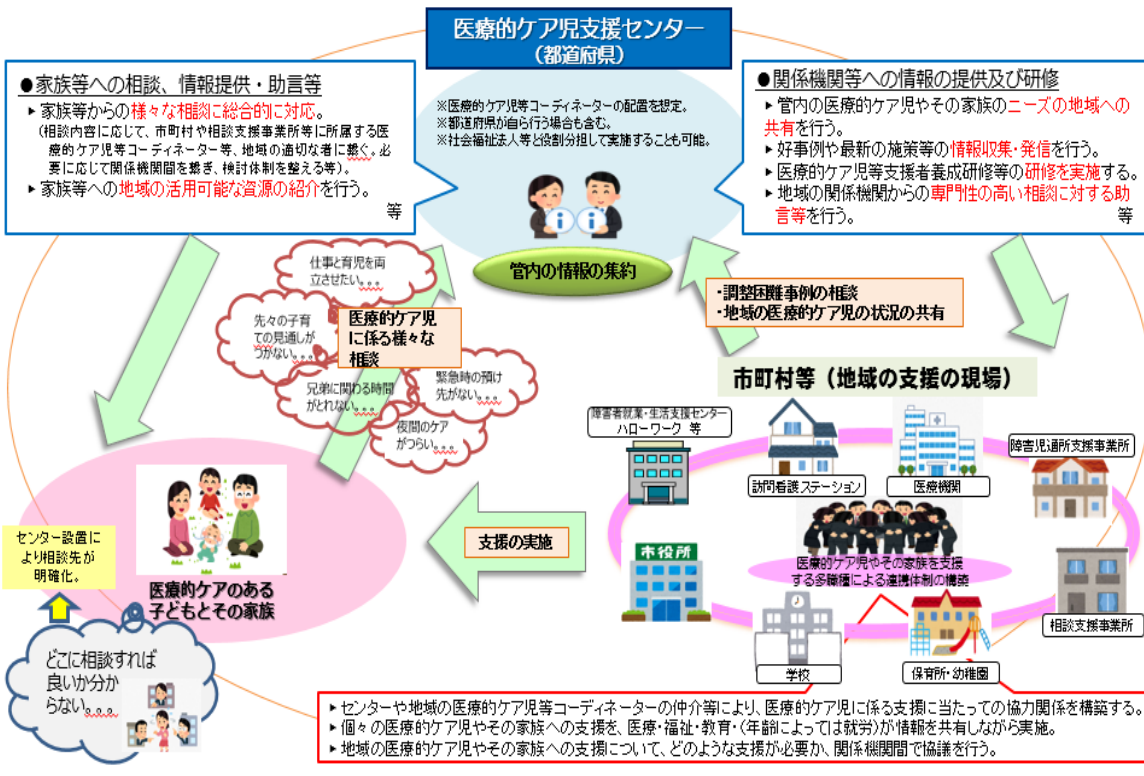 医療的ケア児支援センター
（都道府県）
●家族等への相談、情報提供・助言等
▶家族等からの様々な相談に総合的に対応。
（相談内容に応じて、市町村や相談支援事業所等に所属する医
療的ケア児等コーディネーター等、地域の適切な者に繋ぐ。必
要に応じて関係機関間を繋ぎ、検討体制を整える等）。
▶家族等への地域の活用可能な資源の紹介を行う。
等
※医療的ケア児等コーディネーターの配置を想定。
※都道府県が自ら行う場合も含む。
※社会福祉法人等と役割分担して実施することも可能。
●関係機関等への情報の提供及び研修
▶管内の医療的ケア児やその家族のニーズの地域への
共有を行う。
▶好事例や最新の施策等の情報収集・発信を行う。
▶医療的ケア児等支援者養成研修等の研修を実施する。
▶地域の関係機関からの専門性の高い相談に対する助
言等を行う。
等
管内の情報の集約
仕事と育児を両
立させたい。。。
先々の子育
ての見通しが
つかない。。。
医療的ケア児
に係る様々な
相談
兄弟に関わる時間
がとれない。。。
緊急時の預け
先がない。。。
夜間のケア
がつらい。。。
・調整困難事例の相談
・地域の医療的ケア児の状況の共有
市町村等（地域の支援の現場）
障害者就業・生活支援センター
ハローワーク 等
訪問看護ステーション
医療機関
障害児通所支援事業所
市役所
医療的ケア児やその家族を支援
する多職種による連携体制の構築
相談支援事業所
学校
保育所・幼稚園
支援の実施
センター設置に
より相談先が
明確化。
医療的ケアのある
子どもとその家族
どこに相談すれば
良いか分か
らない。。。
▶センターや地域の医療的ケア児等コーディネーターの仲介等により、医療的ケア児に係る支援に当たっての協力関係を構築する。
▶個々の医療的ケア児やその家族への支援を、医療・福祉・教育・（年齢によっては就労）が情報を共有しながら実施。
▶地域の医療的ケア児やその家族への支援について、どのような支援が必要か、関係機関間で協議を行う。